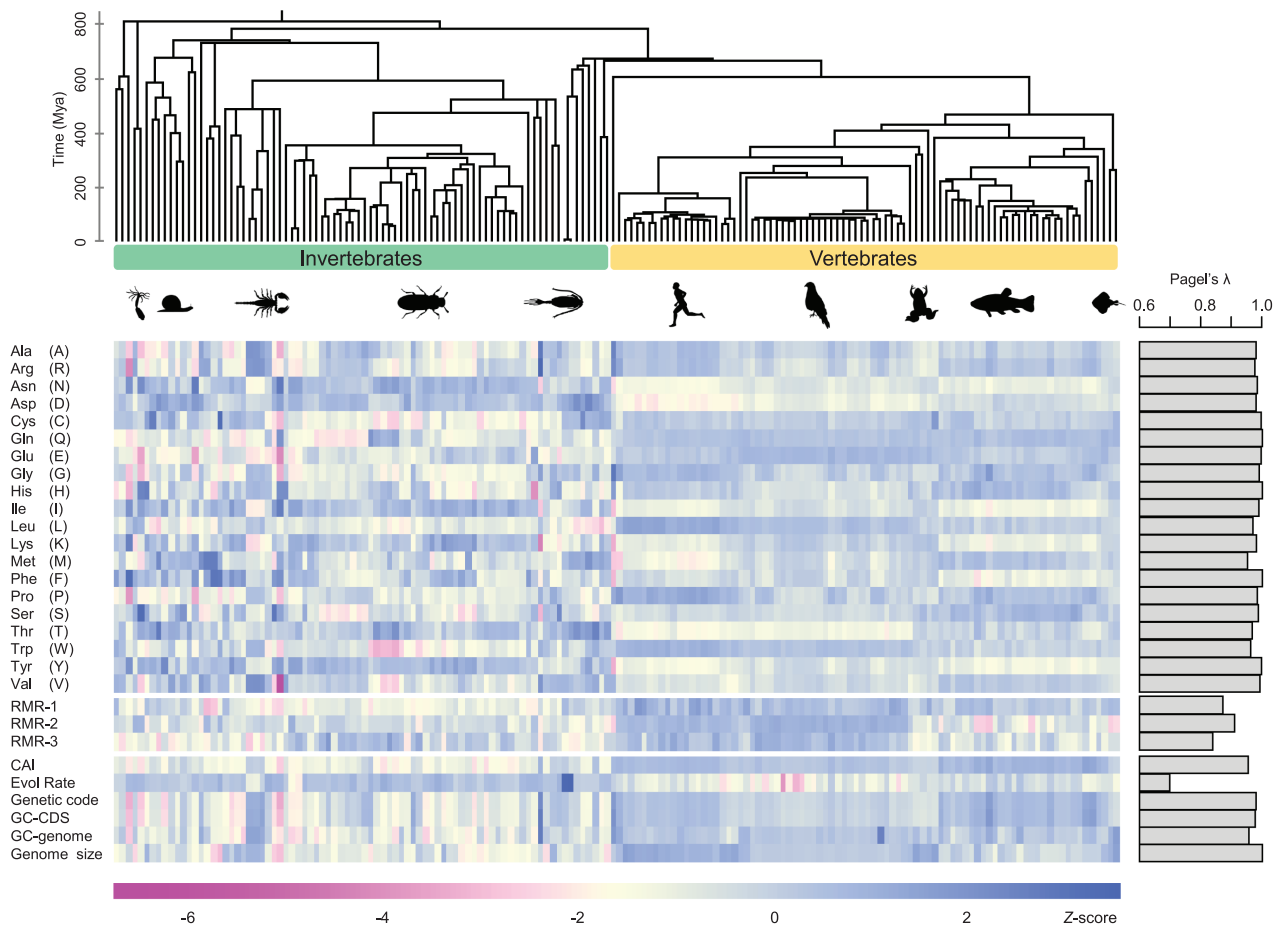 800
600
400
200
0
Time (Mya)
Invertebrates
Vertebrates
Pagel's λ
0.6 0.8 1.0
Ala (A)
Arg (R)
Asn (N)
Asp (D)
Cys (C)
Gln (Q)
Glu (E)
Gly (G)
His (H)
Ile (I)
Leu (L)
Lys (K)
Met (M)
Phe (F)
Pro (P)
Ser (S)
Thr (T)
Trp (W)
Tyr (Y)
Val (V)
RMR-1
RMR-2
RMR-3
CAI
Evol Rate
Genetic code
GC-CDS
GC-genome
Genome size
-6 -4 -2 0 2 Z-score